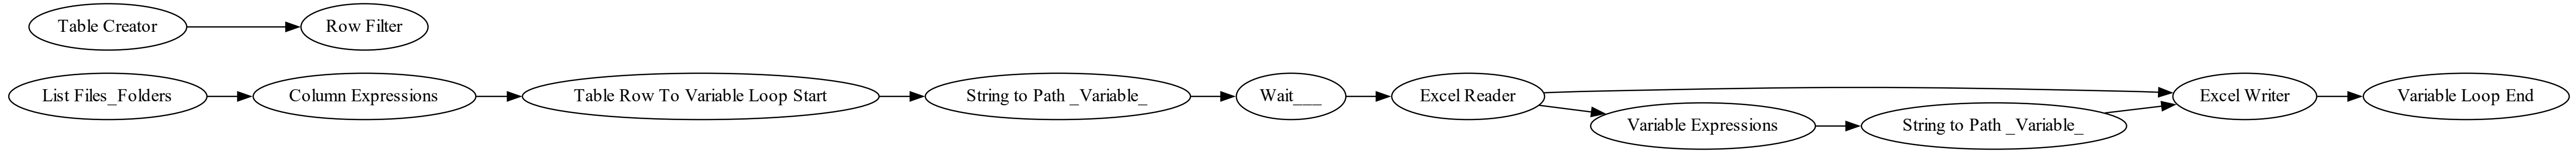 Table Creator
Row Filter
List Files_Folders
Column Expressions
Table Row To Variable Loop Start
String to Path _Variable_
Wait___
Excel Reader
Variable Expressions
String to Path _Variable_
Excel Writer
Variable Loop End